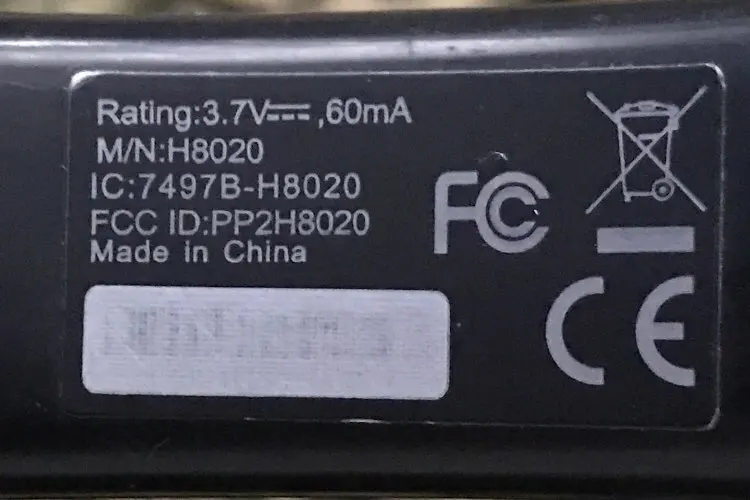 Rating:3.7V⎓,60mA
M/N:H8020
IC:7497B-H8020
FCC ID:PP2H8020
Made in China
FC
CE